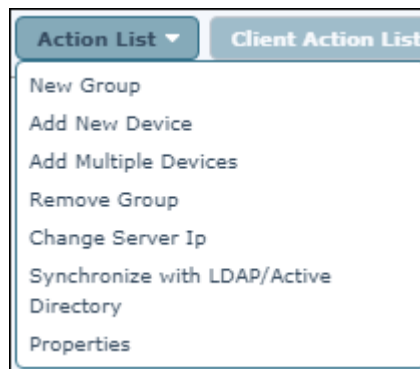 Action List Client Action List
New Group
Add New Device
Add Multiple Devices
Remove Group
Change Server Ip
Synchronize with LDAP/Active
Directory
Properties